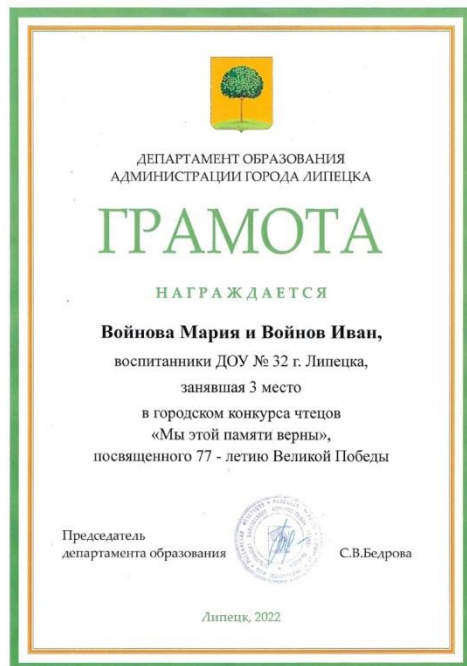 ДЕПАРТАМЕНТ ОБРАЗОВАНИЯ
АДМИНИСТРАЦИИ ГОРОДА ЛИПЕЦКА
ГРАМОТА
НАГРАЖДАЕТСЯ
Войнова Мария и Войнов Иван,
воспитанники ДОУ № 32 г. Липецка,
занявшая 3 место
в городском конкурса чтецов
«Мы этой памяти верны»,
посвященного 77 - летию Великой Победы
Председатель
департамента образования С.В.Бедрова
Липецк, 2022